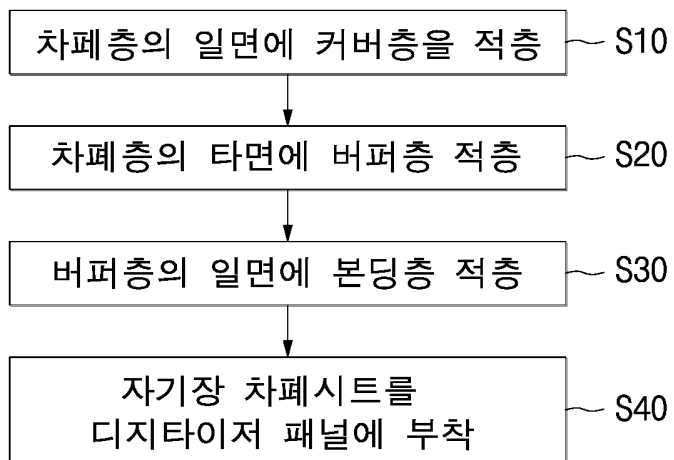 차페층의 일면에 커버층을 적층
S10
차폐층의 타면에 버퍼층 적층
S20
버퍼층의 일면에 본딩층 적층
S30
자기장 차폐시트를
디지타이저 패널에 부착
S40